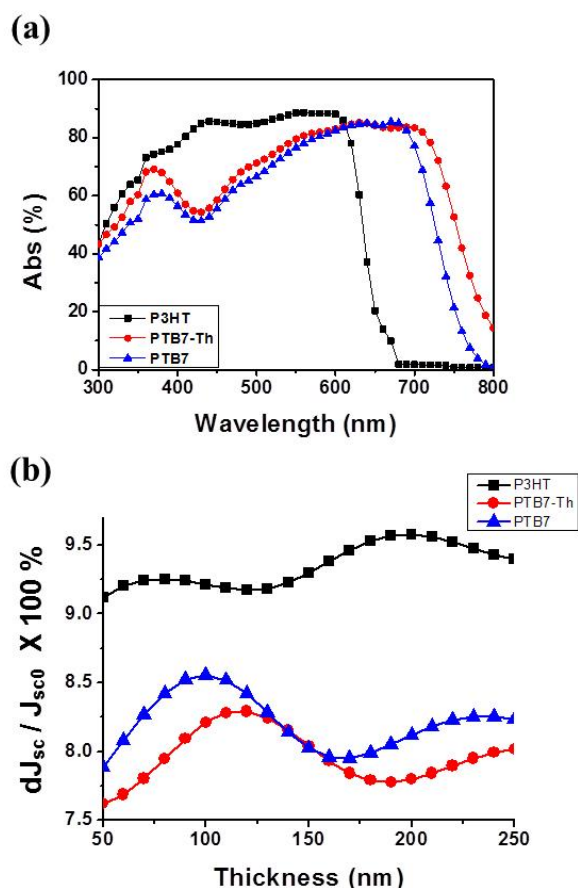 (a)
100
80
60
40
20
0
Abs (%)
P3HT
PTB7-Th
PTB7
300 400 500 600 700 800
Wavelength (nm)
(b)
P3HT
PTB7-Th
PTB7
9.5
9.0
8.5
8.0
7.5
dJsc / Jsc0 X 100 %
50 100 150 200 250
Thickness (nm)